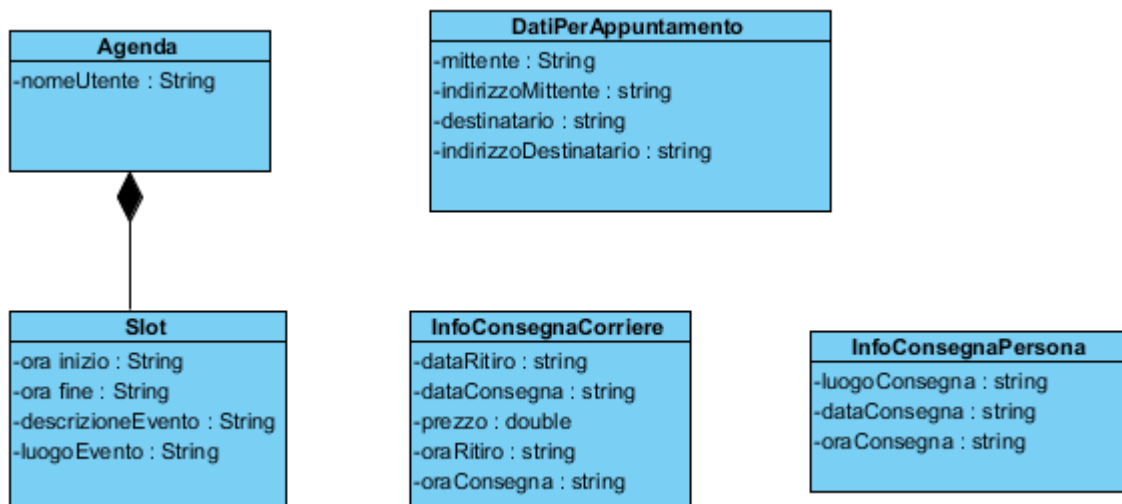 Agenda
-nomeUtente : String
DatiPerAppuntamento
-mittente : String
-indirizzoMittente : string
-destinatario : string
-indirizzoDestinatario : string
Slot
-ora inizio : String
-ora fine : String
-descrizioneEvento : String
-luogoEvento : String
InfoConsegnaCorriere
-dataRitiro : string
-dataConsegna : string
-prezzo : double
-oraRitiro : string
-oraConsegna : string
InfoConsegnaPersona
-luogoConsegna : string
-dataConsegna : string
-oraConsegna : string